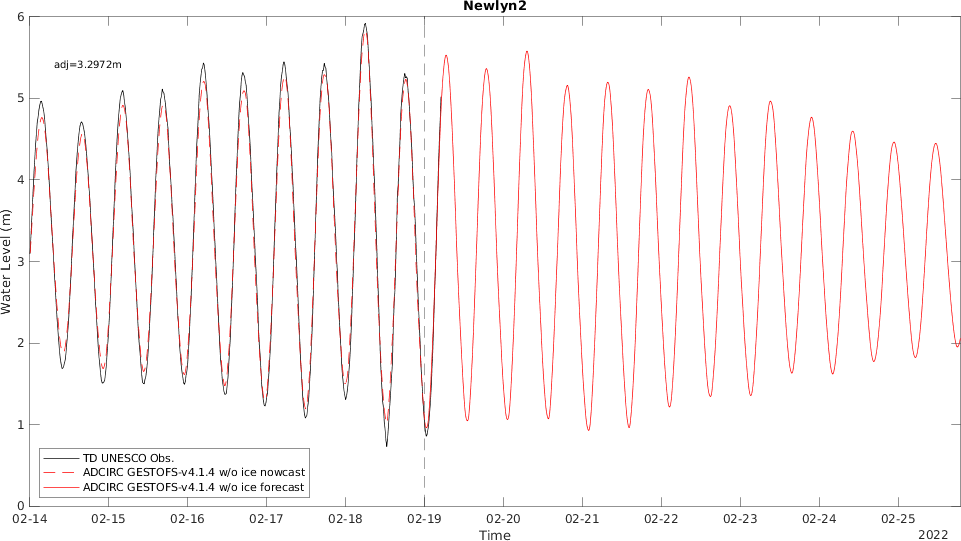 Newlyn2
adj=3.2972m
Water Level (m)
6
5
4
3
2
1
0
TD UNESCO Obs.
ADCIRC GESTOFS-v4.1.4 w/o ice nowcast
ADCIRC GESTOFS-v4.1.4 w/o ice forecast
02-14 02-15 02-16 02-17 02-18 02-19 02-20 02-21 02-22 02-23 02-24 02-25
Time
2022